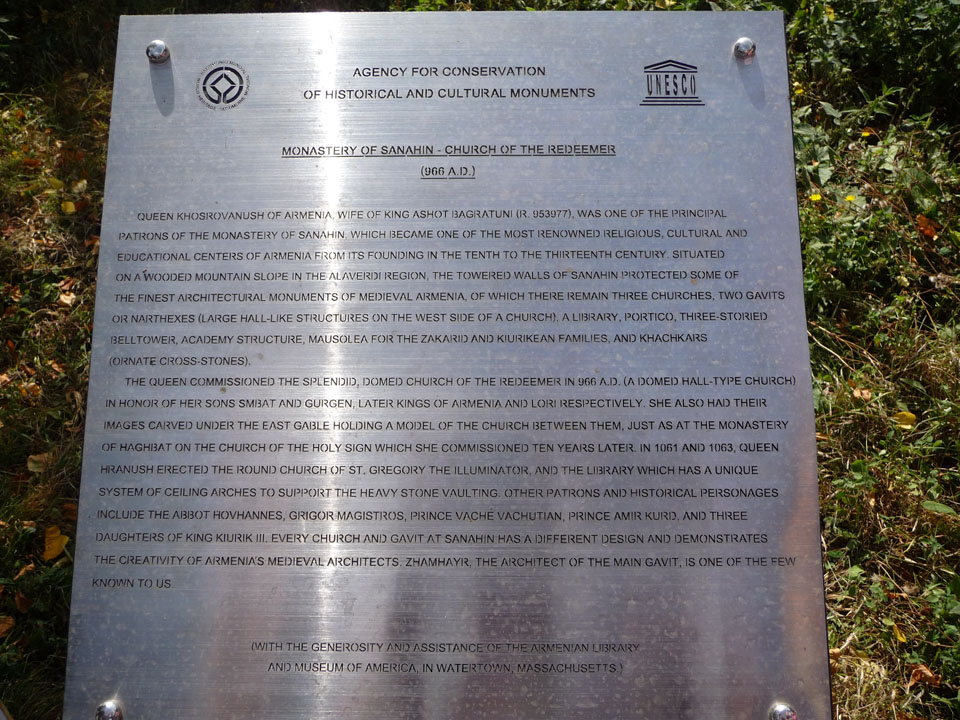 AGENCY FOR CONSERVATION
OF HISTORICAL AND CULTURAL MONUMENTS
UNESCO
MONASTERY OF SANAHIN - CHURCH OF THE REDEEMER
(966 A.D.)
QUEEN KHOSROVANUSH OF ARMENIA, WIFE OF KING ASHOT BAGRATUNI (R. 953977), WAS ONE OF THE PRINCIPAL
PATRONS OF THE MONASTERY OF SANAHIN, WHICH BECAME ONE OF THE MOST RENOWNED RELIGIOUS, CULTURAL AND
EDUCATIONAL CENTERS OF ARMENIA FROM ITS FOUNDING IN THE TENTH TO THE THIRTEENTH CENTURY. SITUATED
ON A WOODED MOUNTAIN SLOPE IN THE ALAVERDI REGION, THE TOWERED WALLS OF SANAHIN PROTECTED SOME OF
THE FINEST ARCHITECTURAL MONUMENTS OF MEDIEVAL ARMENIA, OF WHICH THERE REMAIN THREE CHURCHES, TWO GAVITS
OR NARTHEXES (LARGE HALL-LIKE STRUCTURES ON THE WEST SIDE OF A CHURCH), A LIBRARY, PORTICO, THREE-STORIED
BELLTOWER, ACADEMY STRUCTURE, MAUSOLEA FOR THE ZAKARID AND KIURIKEAN FAMILIES, AND KHACHKARS
(ORNATE CROSS-STONES).
THE QUEEN COMMISSIONED THE SPLENDID, DOMED CHURCH OF THE REDEEMER IN 966 A.D. (A DOMED HALL-TYPE CHURCH)
IN HONOR OF HER SONS SMBAT AND GURGEN, LATER KINGS OF ARMENIA AND LORI RESPECTIVELY. SHE ALSO HAD THEIR
IMAGES CARVED UNDER THE EAST GABLE HOLDING A MODEL OF THE CHURCH BETWEEN THEM, JUST AS AT THE MONASTERY
OF HAGHBAT ON THE CHURCH OF THE HOLY SIGN WHICH SHE COMMISSIONED TEN YEARS LATER. IN 1061 AND 1063, QUEEN
HRANUSH ERECTED THE ROUND CHURCH OF ST. GREGORY THE ILLUMINATOR, AND THE LIBRARY WHICH HAS A UNIQUE
SYSTEM OF CEILING ARCHES TO SUPPORT THE HEAVY STONE VAULTING. OTHER PATRONS AND HISTORICAL PERSONAGES
INCLUDE THE ABBOT HOVHANNES, GRIGOR MAGISTROS, PRINCE VACHE VACHUTIAN, PRINCE AMIR KURD, AND THREE
DAUGHTERS OF KING KIURIK III. EVERY CHURCH AND GAVIT AT SANAHIN HAS A DIFFERENT DESIGN AND DEMONSTRATES
THE CREATIVITY OF ARMENIA'S MEDIEVAL ARCHITECTS. ZHAMHAYR, THE ARCHITECT OF THE MAIN GAVIT, IS ONE OF THE FEW
KNOWN TO US.
(WITH THE GENEROSITY AND ASSISTANCE OF THE ARMENIAN LIBRARY
AND MUSEUM OF AMERICA, IN WATERTOWN, MASSACHUSETTS.)